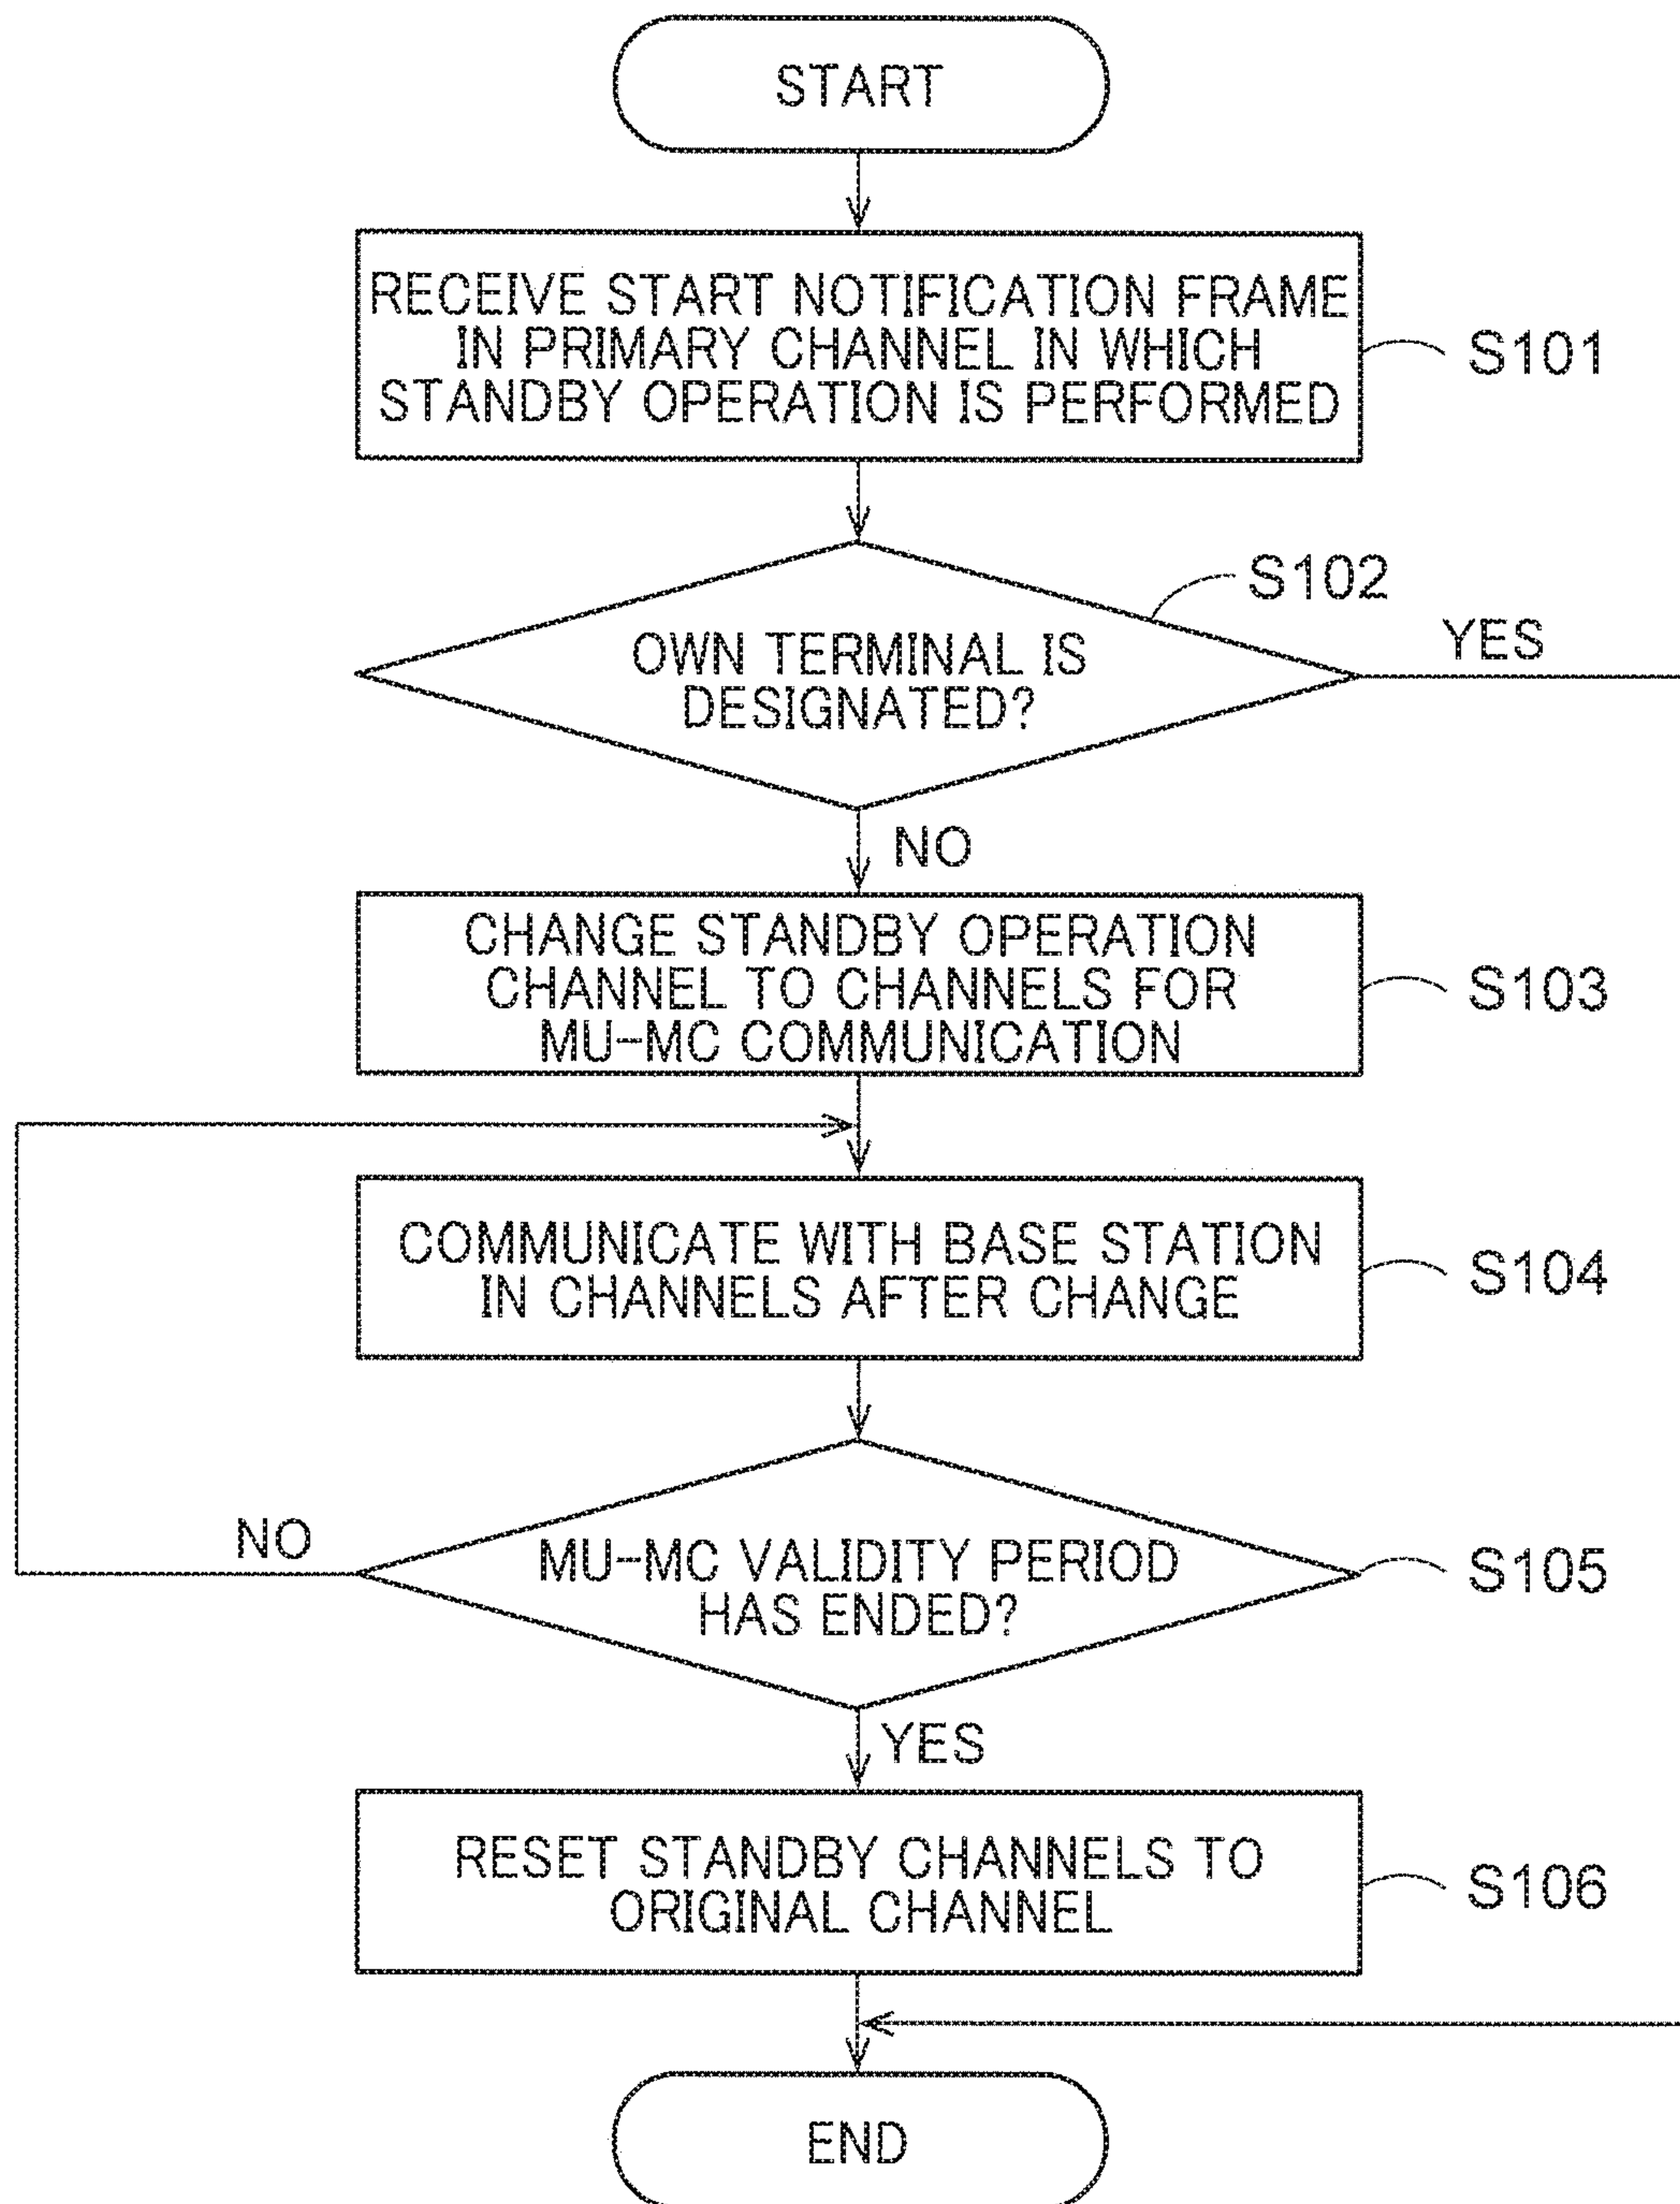 START
RECEIVE START NOTIFICATION FRAME
IN PRIMARY CHANNEL IN WHICH
STANDBY OPERATION IS PERFORMED
S101
S102
OWN TERMINAL IS
DESIGNATED?
YES
NO
CHANGE STANDBY OPERATION
CHANNEL TO CHANNELS FOR
MU-MC COMMUNICATION
S103
COMMUNICATE WITH BASE STATION
IN CHANNELS AFTER CHANGE
S104
NO
MU-MC VALIDITY PERIOD
HAS ENDED?
S105
YES
RESET STANDBY CHANNELS TO
ORIGINAL CHANNEL
S106
END